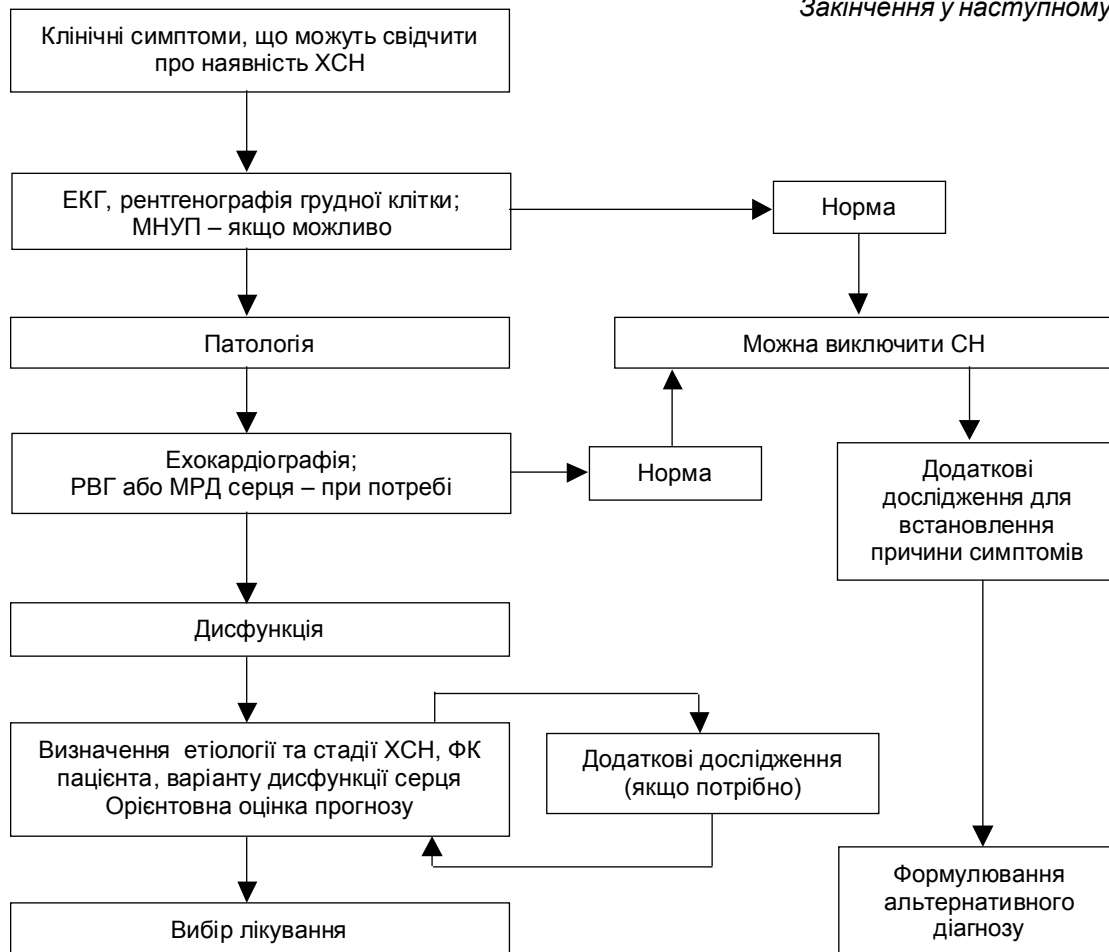 Закінчення у наступному
Клінічні симптоми, що можуть свідчити
про наявність ХСН
ЕКГ, рентгенографія грудної клітки;
МНУП – якщо можливо
Норма
Патологія
Можна виключити СН
Ехокардіографія;
РВГ або МРД серця – при потребі
Норма
Додаткові
дослідження для
встановлення
причини симптомів
Дисфункція
Визначення етіології та стадії ХСН, ФК
пацієнта, варіанту дисфункції серця
Орієнтовна оцінка прогнозу
Додаткові дослідження
(якщо потрібно)
Формулювання
альтернативного
діагнозу
Вибір лікування